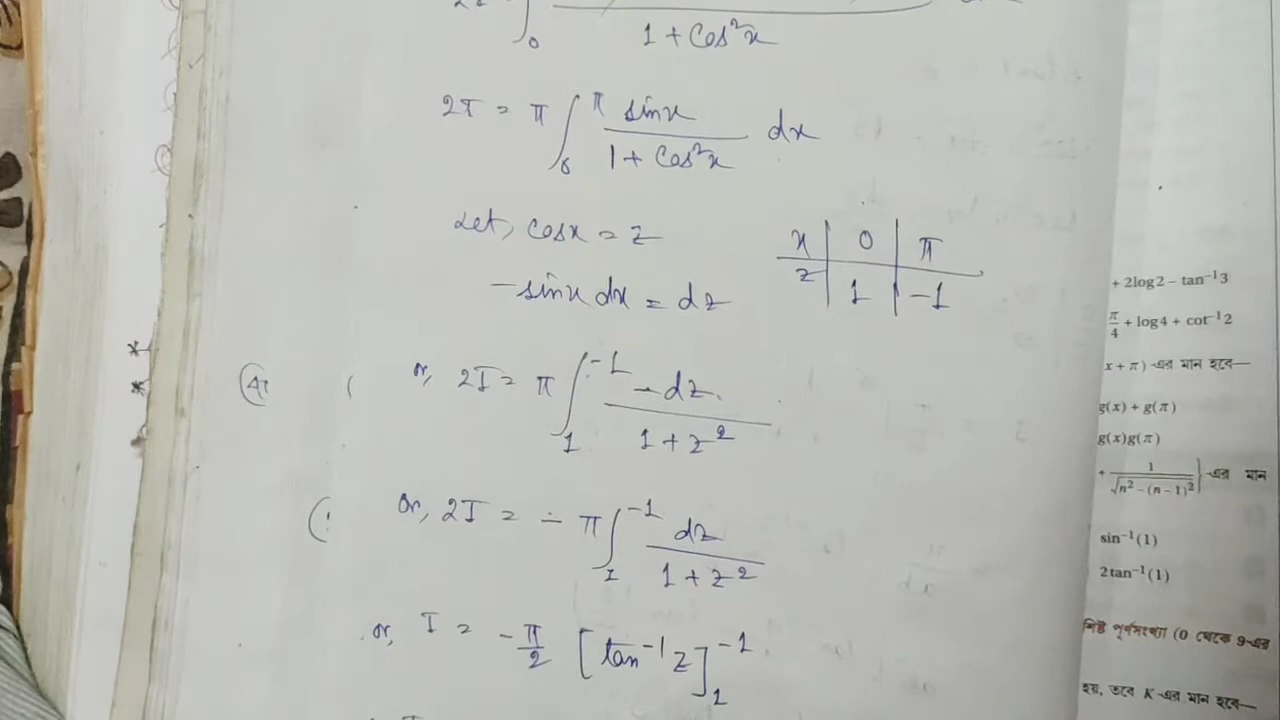 ∫₀ 1 + cos²x
2I = π ∫₀^π sinx / (1 + cos²x) dx
Let, cosx = z
x | 0 | π
z | 1 | -1
-sinx dx = dz
or, 2I = π ∫₁^-1 -dz / (1 + z²)
or, 2I = - π ∫₁^-1 dz / (1 + z²)
or, I = -π/2 [tan⁻¹ z]₁^-1
+ 2log2 − tan⁻¹3
π/4 + log4 + cot⁻¹2
x + π) -এর মান হবে—
g(x) + g(π)
g(x)g(π)
+ 1/√(n² − (n − 1)²)} -এর মান
sin⁻¹(1)
2tan⁻¹(1)
পূর্ণসংখ্যা (0 থেকে 9-এর
হয়, তবে K-এর মান হবে—